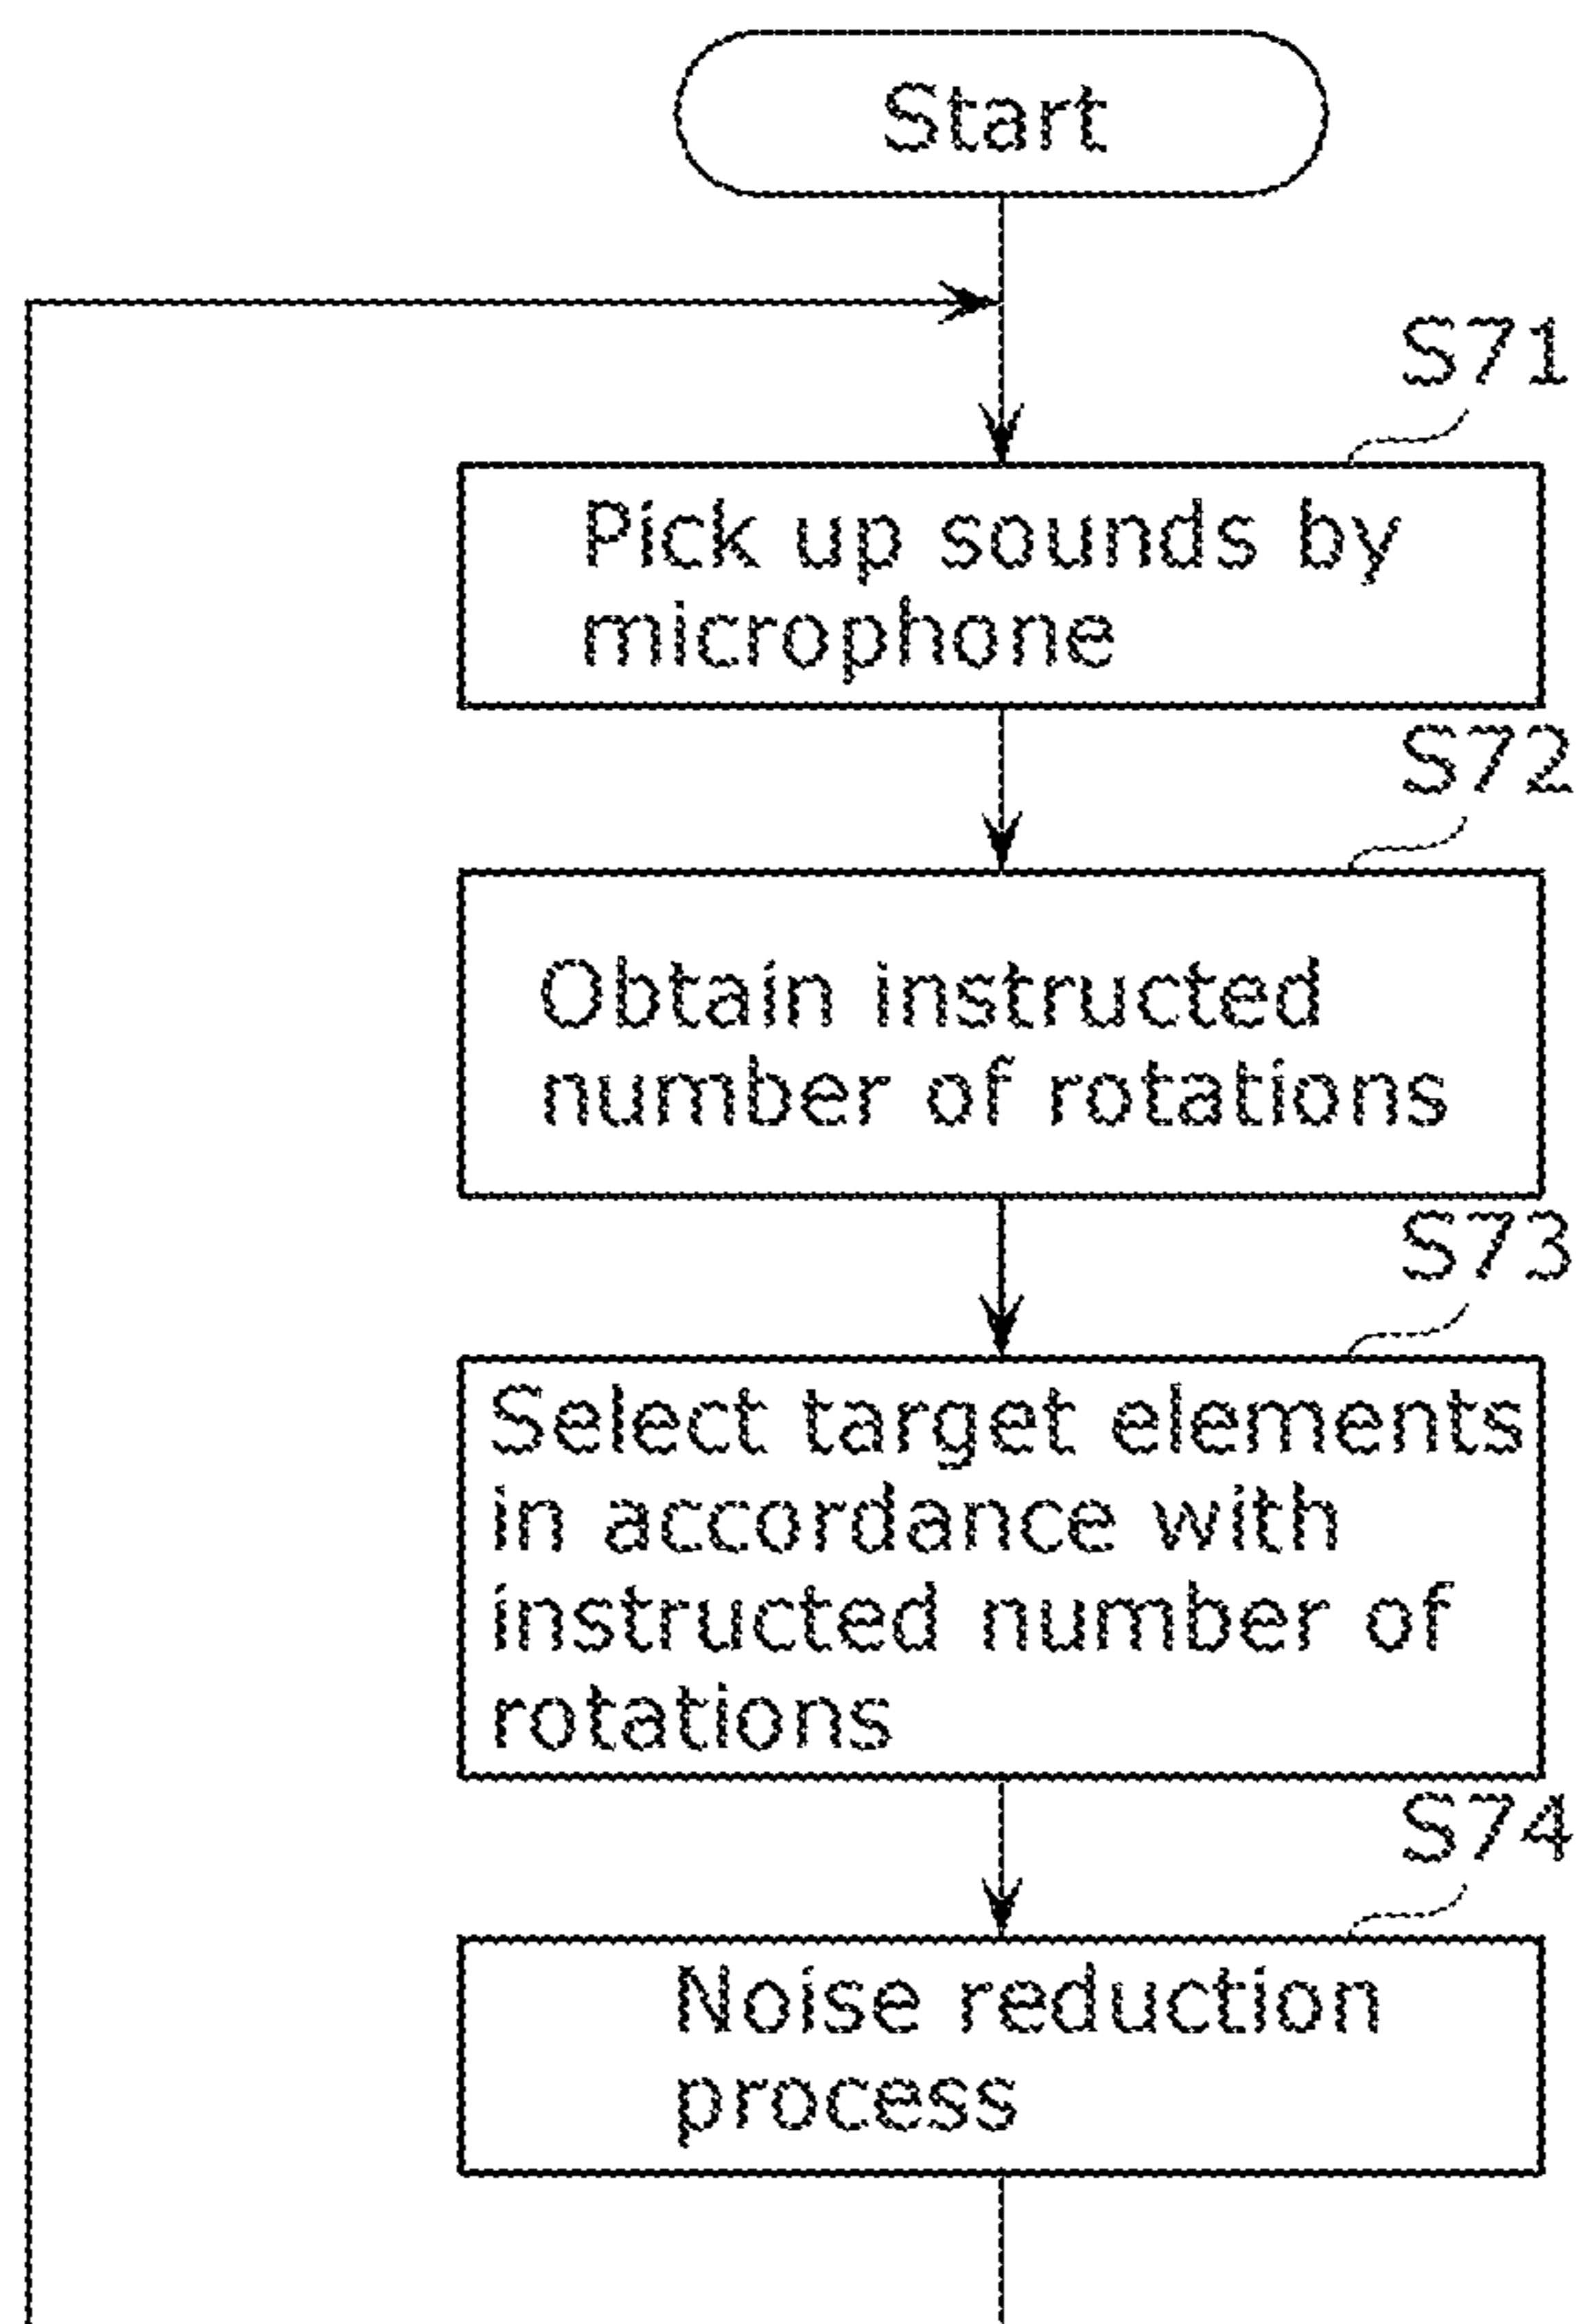 Start
S71
Pick up sounds by
microphone
S72
Obtain instructed
number of rotations
S73
Select target elements
in accordance with
instructed number of
rotations
S74
Noise reduction
process